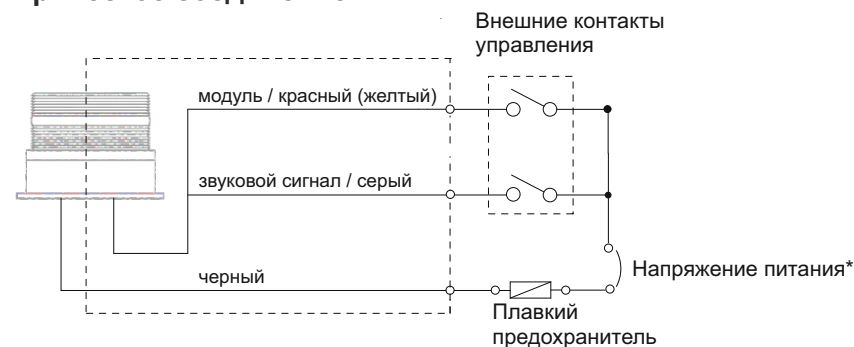 Внешние контакты
управления
модуль / красный (желтый)
звуковой сигнал / серый
черный
Напряжение питания*
Плавкий
предохранитель